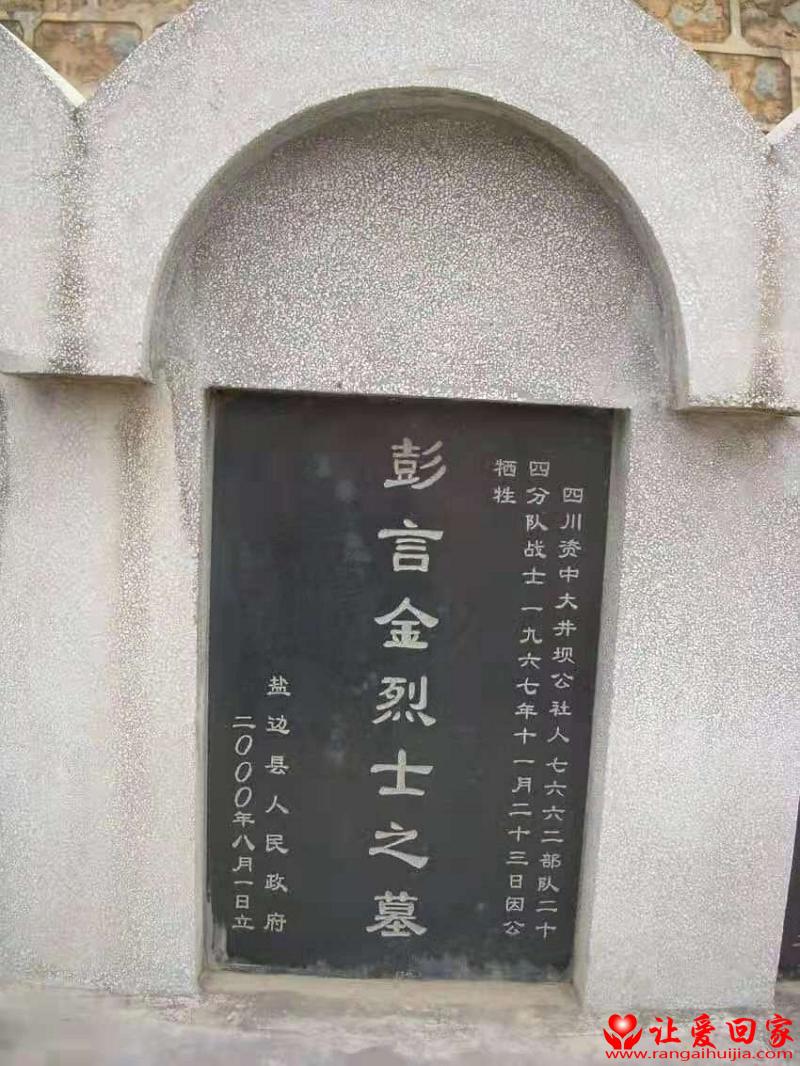 四川资中大井坝公社人七六六二部队二十
四分队战士一九六七年十一月二十三日因公
牺牲
彭言金烈士之墓
盐边县人民政府
二〇〇〇年八月一日立
让爱回家
www.rangaihuijia.com